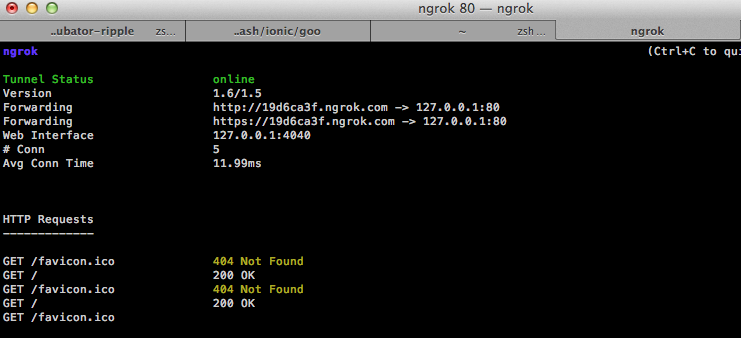 ngrok 80 — ngrok
..ubator-ripple zs... ..ash/ionic/goo ~ zsh ... ngrok
ngrok (Ctrl+C to qui
Tunnel Status online
Version 1.6/1.5
Forwarding http://19d6ca3f.ngrok.com -> 127.0.0.1:80
Forwarding https://19d6ca3f.ngrok.com -> 127.0.0.1:80
Web Interface 127.0.0.1:4040
# Conn 5
Avg Conn Time 11.99ms
HTTP Requests
-------------
GET /favicon.ico 404 Not Found
GET / 200 OK
GET /favicon.ico 404 Not Found
GET / 200 OK
GET /favicon.ico